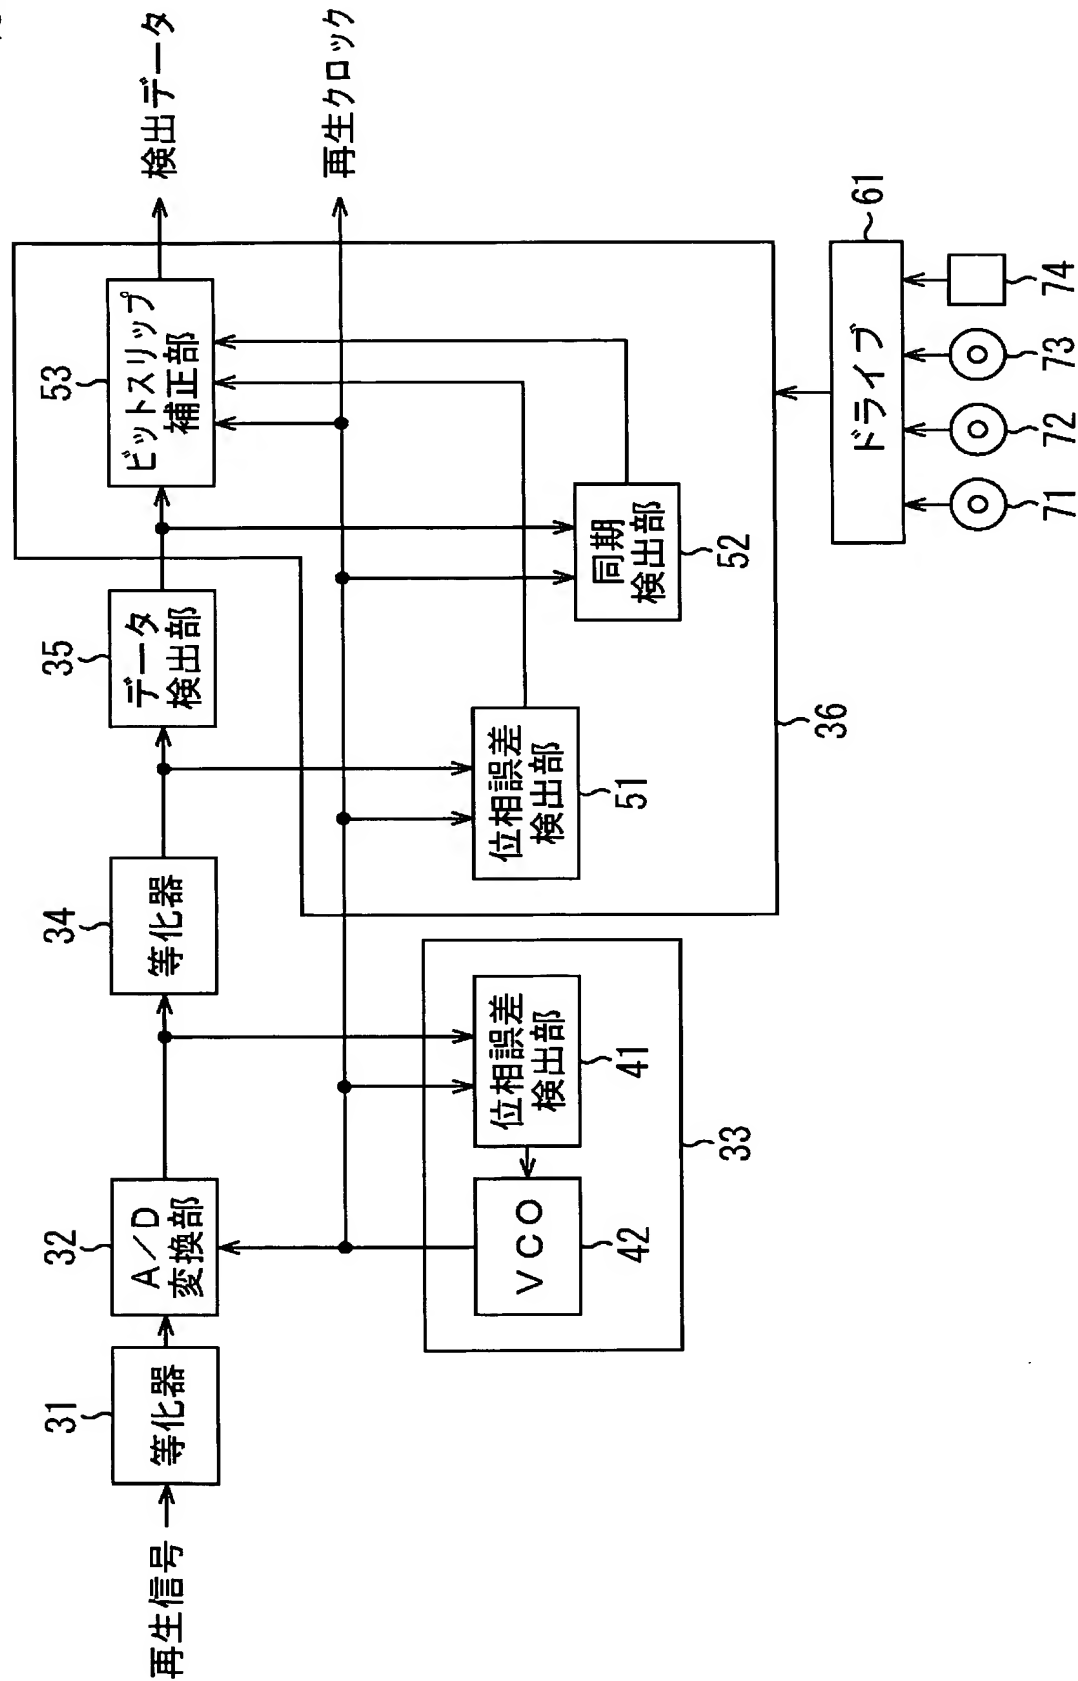 再生信号
31
等化器
32
A/D
変換部
34
等化器
35
データ
検出部
53
ビットスリップ
補正部
検出データ
再生クロック
VCO
42
位相誤差
検出部
41
33
位相誤差
検出部
51
同期
検出部
52
36
ドライブ
61
71
72
73
74